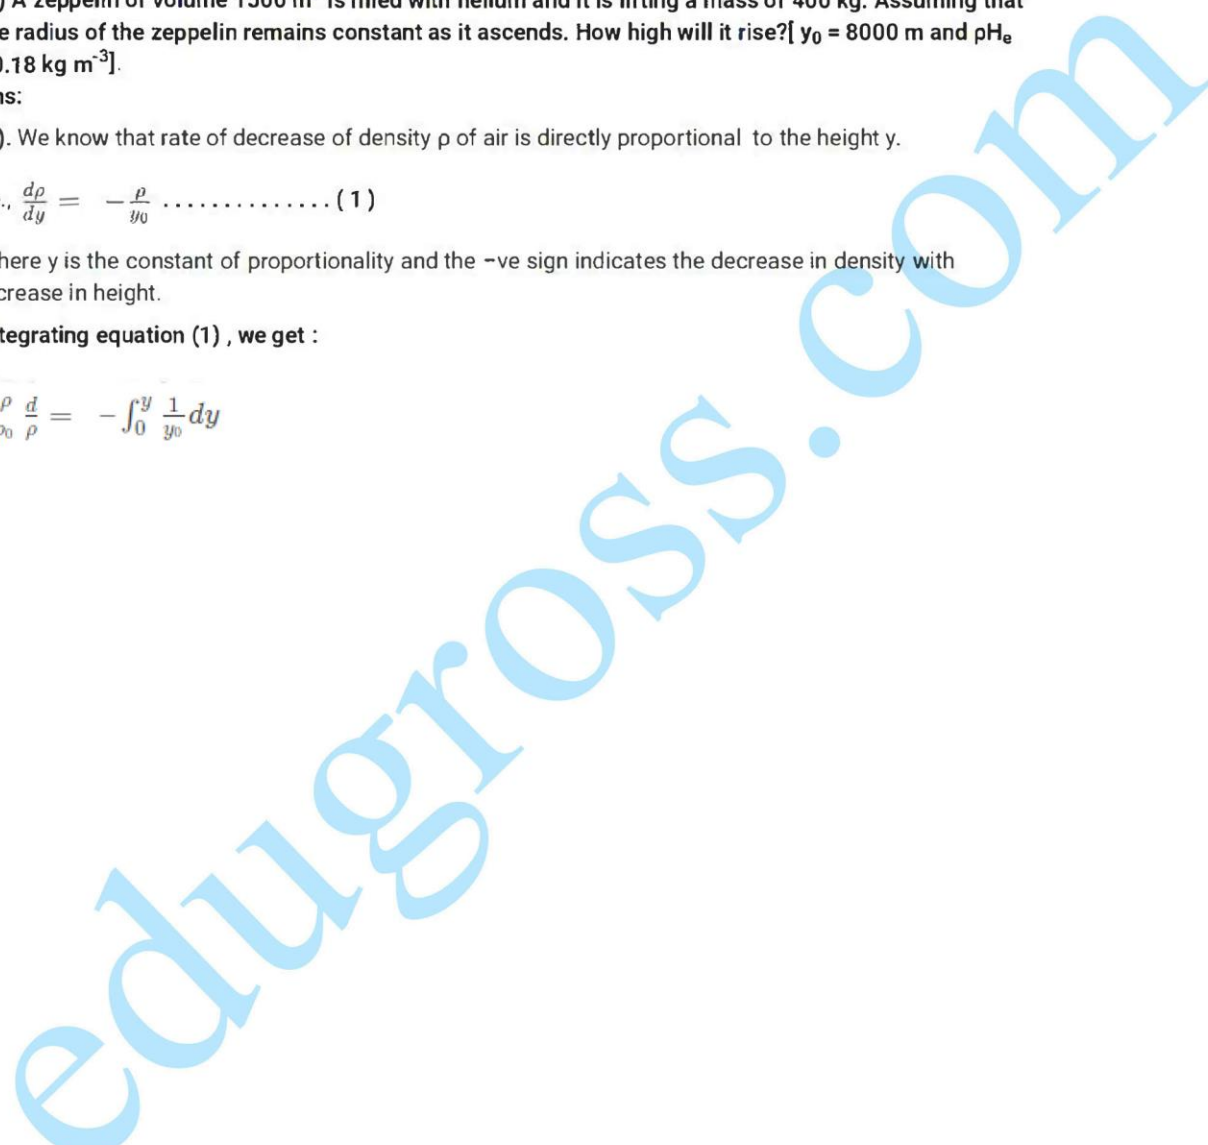 ) A zeppelin of volume 1500 m is filled with helium and it is lifting a mass of 400 kg. Assuming that
e radius of the zeppelin remains constant as it ascends. How high will it rise?[ y₀ = 8000 m and ρHₑ
0.18 kg m⁻³].
ns:
). We know that rate of decrease of density ρ of air is directly proportional to the height y.
., dρ/dy = - ρ/y₀ ..............(1)
here y is the constant of proportionality and the -ve sign indicates the decrease in density with
crease in height.
tegrating equation (1) , we get :
ρ ρ₀ d/ρ = - ∫₀^y 1/y₀ dy
edugross.com